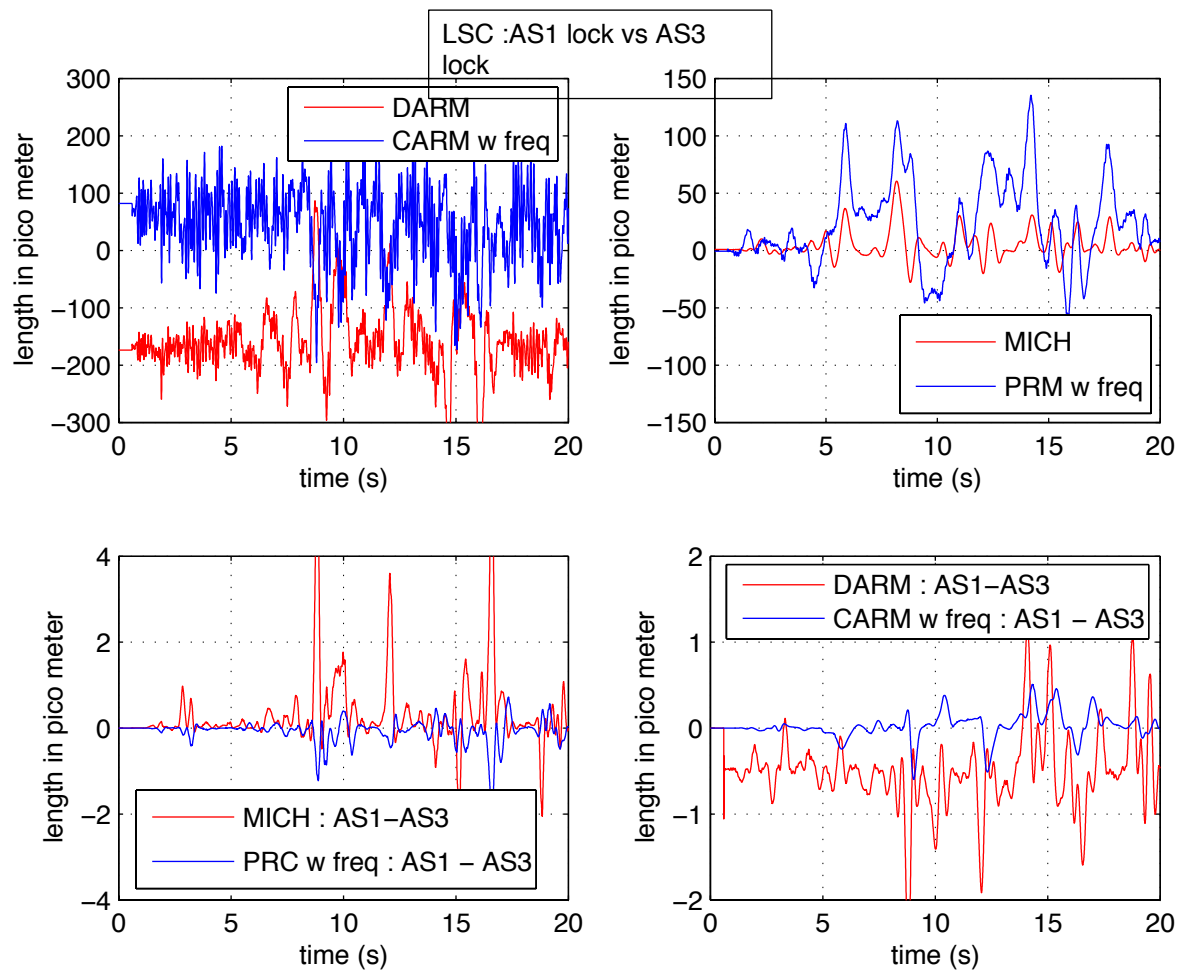 LSC :AS1 lock vs AS3
lock
300
200
100
0
−100
−200
−300
length in pico meter
DARM
CARM w freq
0 5 10 15 20
time (s)
150
100
50
0
−50
−100
−150
length in pico meter
MICH
PRM w freq
0 5 10 15 20
time (s)
4
2
0
−2
−4
length in pico meter
MICH : AS1−AS3
PRC w freq : AS1 − AS3
0 5 10 15 20
time (s)
2
1
0
−1
−2
length in pico meter
DARM : AS1−AS3
CARM w freq : AS1 − AS3
0 5 10 15 20
time (s)